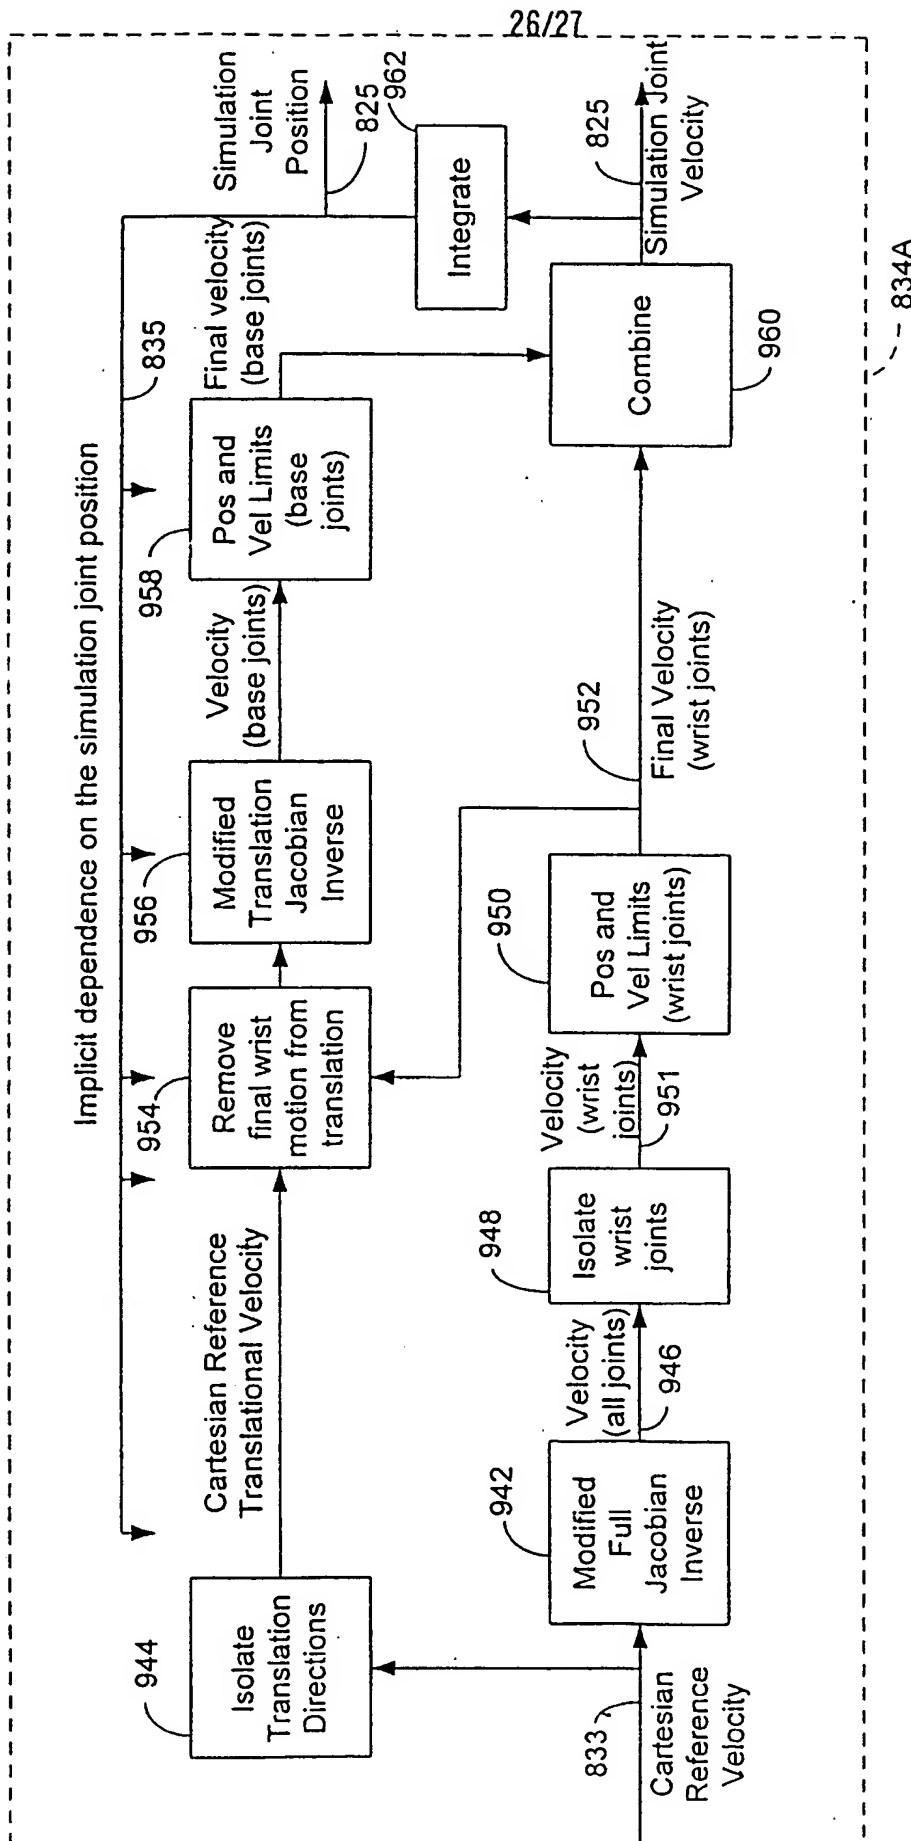 26/27
Implicit dependence on the simulation joint position
835
Simulation
Joint
Position
825
962
Integrate
944
Isolate
Translation
Directions
Cartesian Reference
Translational Velocity
954
Remove
final wrist
motion from
translation
956
Modified
Translation
Jacobian
Inverse
Velocity
(base joints)
958
Pos and
Vel Limits
(base
joints)
Final velocity
(base joints)
833
Cartesian
Reference
Velocity
942
Modified
Full
Jacobian
Inverse
Velocity
(all joints)
946
948
Isolate
wrist
joints
Velocity
(wrist
joints)
951
950
Pos and
Vel Limits
(wrist joints)
952
Final Velocity
(wrist joints)
Combine
960
825
Simulation Joint
Velocity
834A